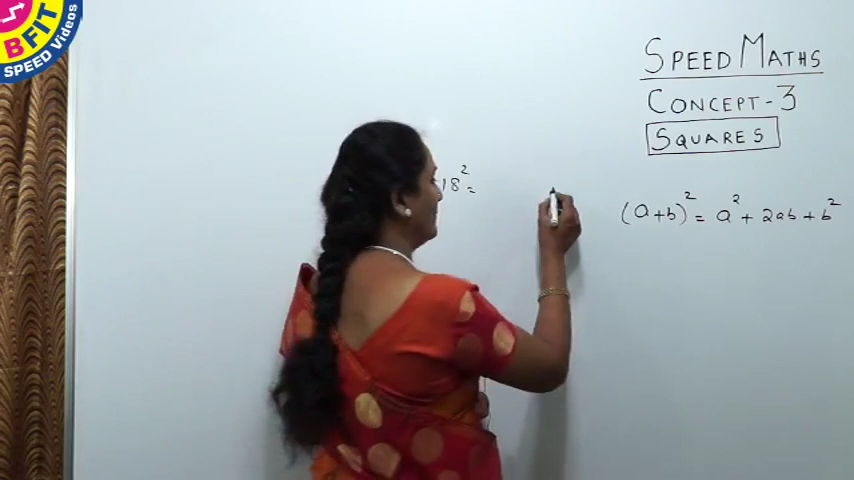 BFIT
SPEED Videos
SPEED MATHS
CONCEPT-3
SQUARES
18² =
(a+b)² = a² + 2ab + b²